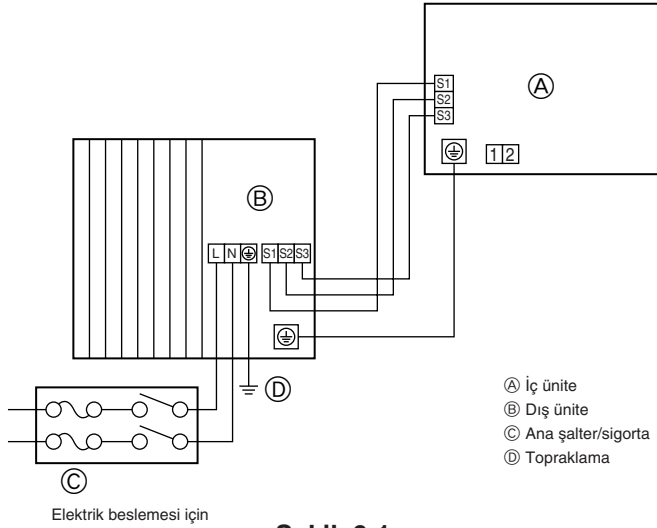 S1
S2
S3
Ⓐ
1 2
Ⓑ
L N S1 S2 S3
Ⓓ
Ⓐ İç ünite
Ⓑ Dış ünite
Ⓒ Ana şalter/sigorta
Ⓓ Topraklama
Ⓒ
Elektrik beslemesi için